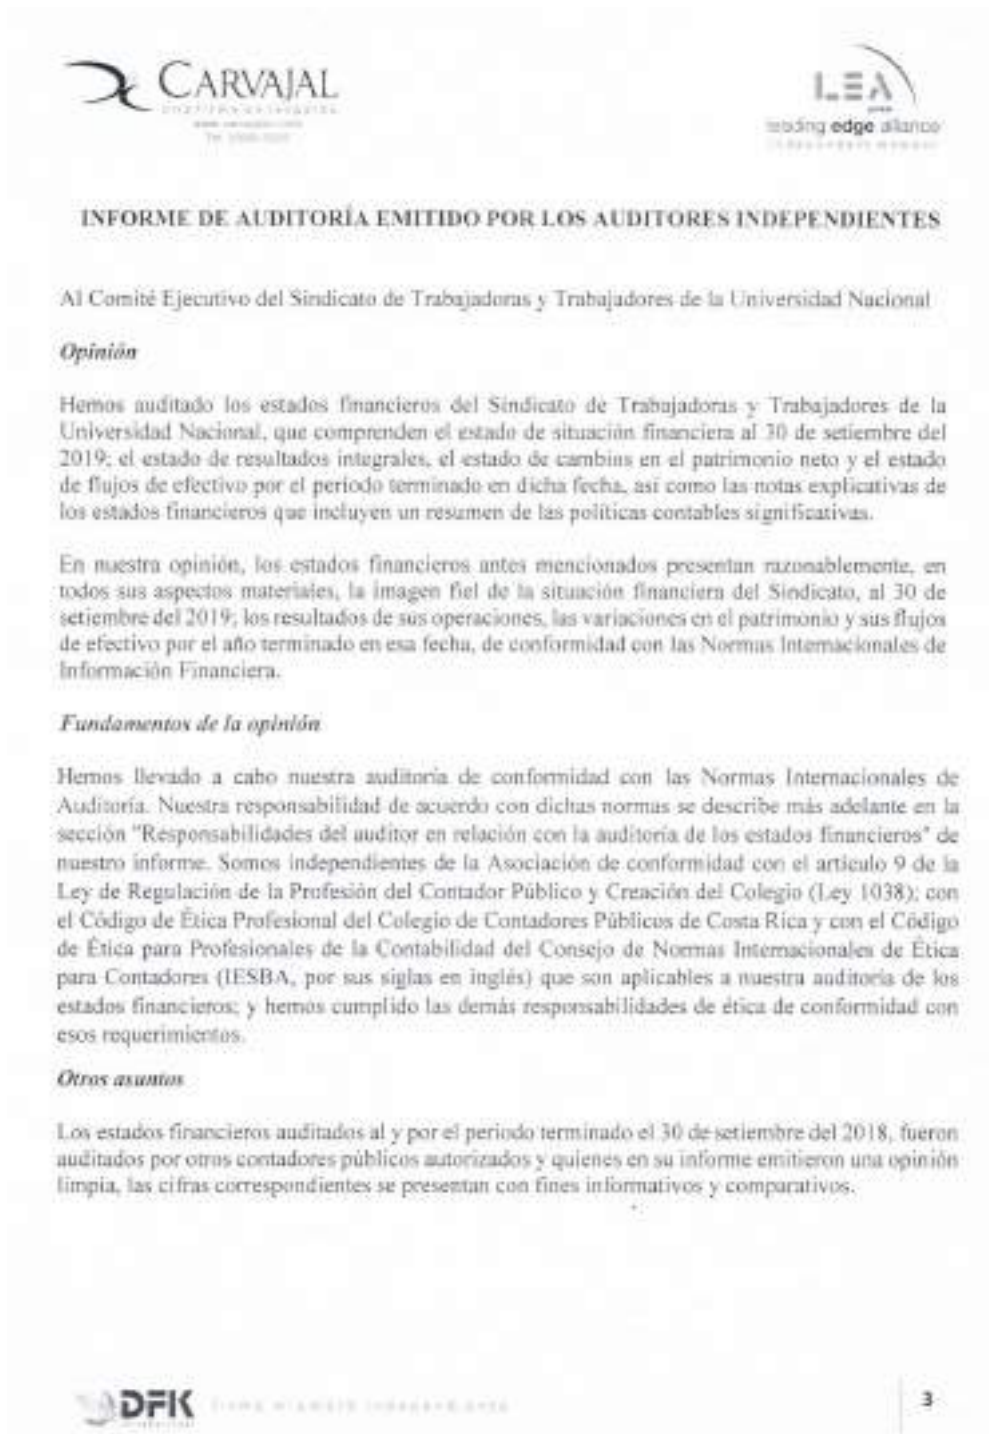 CARVAJAL
LEA
leading edge alliance
INFORME DE AUDITORÍA EMITIDO POR LOS AUDITORES INDEPENDIENTES
Al Comité Ejecutivo del Sindicato de Trabajadoras y Trabajadores de la Universidad Nacional
Opinión
Hemos auditado los estados financieros del Sindicato de Trabajadoras y Trabajadores de la
Universidad Nacional, que comprenden el estado de situación financiera al 30 de setiembre del
2019; el estado de resultados integrales, el estado de cambios en el patrimonio neto y el estado
de flujos de efectivo por el período terminado en dicha fecha, así como las notas explicativas de
los estados financieros que incluyen un resumen de las políticas contables significativas.
En nuestra opinión, los estados financieros antes mencionados presentan razonablemente, en
todos sus aspectos materiales, la imagen fiel de la situación financiera del Sindicato, al 30 de
setiembre del 2019; los resultados de sus operaciones, las variaciones en el patrimonio y sus flujos
de efectivo por el año terminado en esa fecha, de conformidad con las Normas Internacionales de
Información Financiera.
Fundamentos de la opinión
Hemos llevado a cabo nuestra auditoría de conformidad con las Normas Internacionales de
Auditoría. Nuestra responsabilidad de acuerdo con dichas normas se describe más adelante en la
sección "Responsabilidades del auditor en relación con la auditoría de los estados financieros" de
nuestro informe. Somos independientes de la Asociación de conformidad con el artículo 9 de la
Ley de Regulación de la Profesión del Contador Público y Creación del Colegio (Ley 1038); con
el Código de Ética Profesional del Colegio de Contadores Públicos de Costa Rica y con el Código
de Ética para Profesionales de la Contabilidad del Consejo de Normas Internacionales de Ética
para Contadores (IESBA, por sus siglas en inglés) que son aplicables a nuestra auditoría de los
estados financieros; y hemos cumplido las demás responsabilidades de ética de conformidad con
esos requerimientos.
Otros asuntos
Los estados financieros auditados al y por el período terminado el 30 de setiembre del 2018, fueron
auditados por otros contadores públicos autorizados y quienes en su informe emitieron una opinión
limpia, las cifras correspondientes se presentan con fines informativos y comparativos.
DFK
3